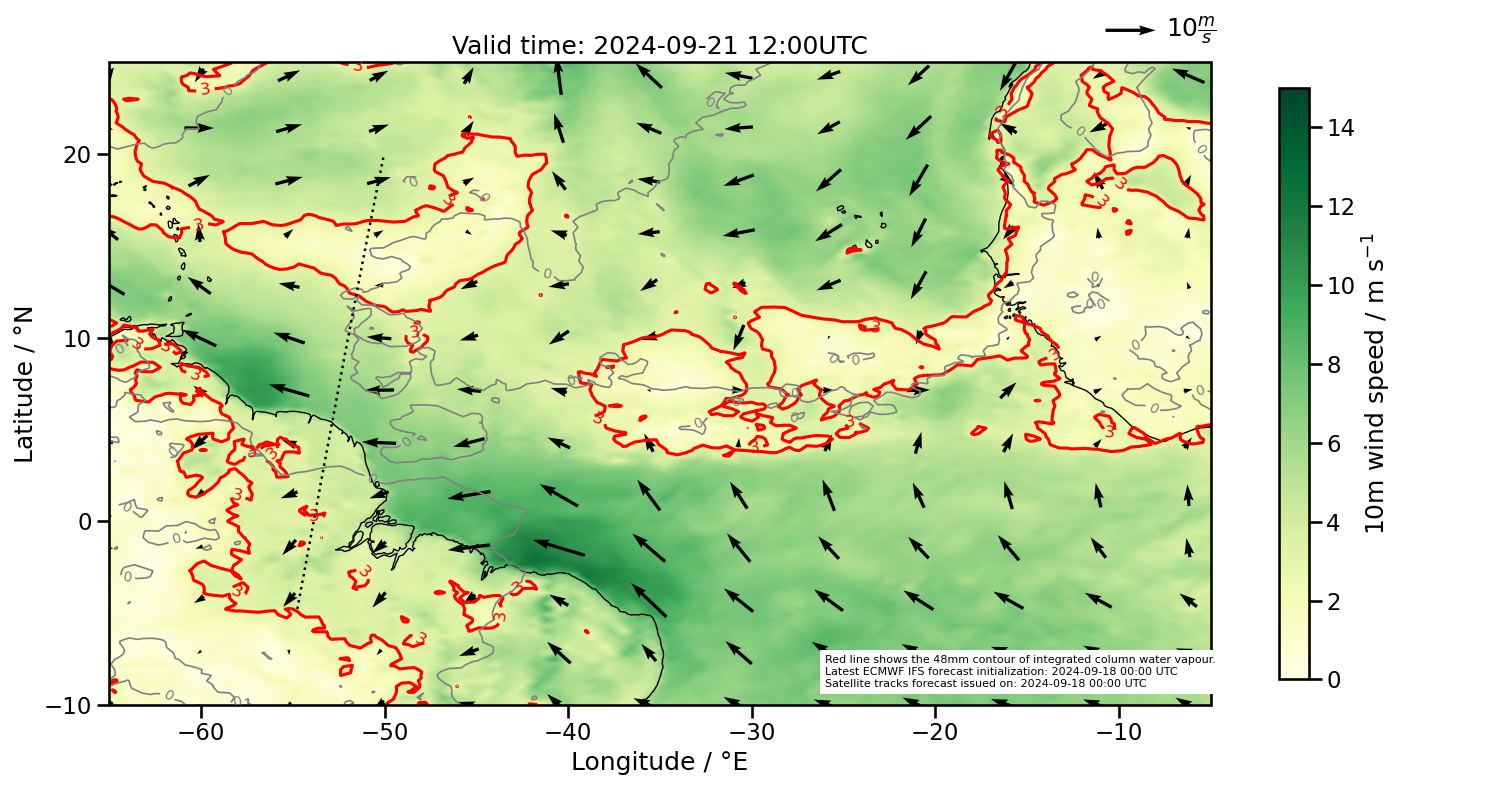 Valid time: 2024-09-21 12:00UTC
10 m/s
20
10
0
−10
Latitude / °N
−60
−50
−40
−30
−20
−10
Longitude / °E
14
12
10
8
6
4
2
0
10m wind speed / m s⁻¹
Red line shows the 48mm contour of integrated column water vapour.
Latest ECMWF IFS forecast initialization: 2024-09-18 00:00 UTC
Satellite tracks forecast issued on: 2024-09-18 00:00 UTC